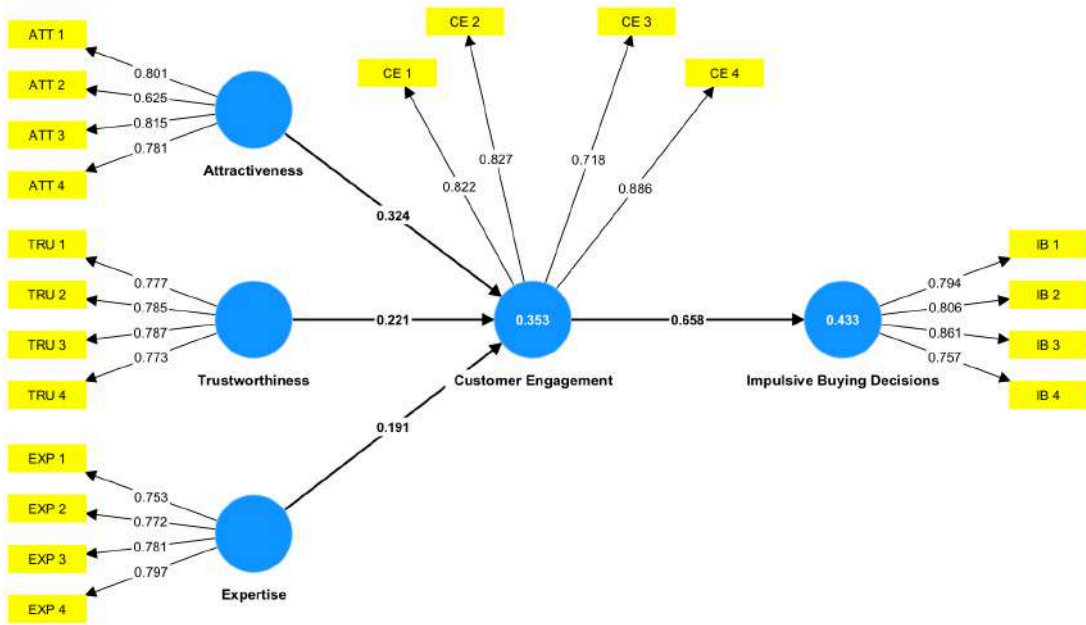 CE 2
CE 3
ATT 1
CE 1
CE 4
0.801
ATT 2
0.625
ATT 3
0.815
0.781
ATT 4
Attractiveness
0.827
0.718
0.822
0.886
0.324
TRU 1
0.777
TRU 2
0.785
TRU 3
0.787
0.773
TRU 4
Trustworthiness
0.221
0.353
Customer Engagement
0.658
0.433
Impulsive Buying Decisions
IB 1
0.794
IB 2
0.806
0.861
IB 3
0.757
IB 4
0.191
EXP 1
0.753
EXP 2
0.772
0.781
EXP 3
0.797
EXP 4
Expertise